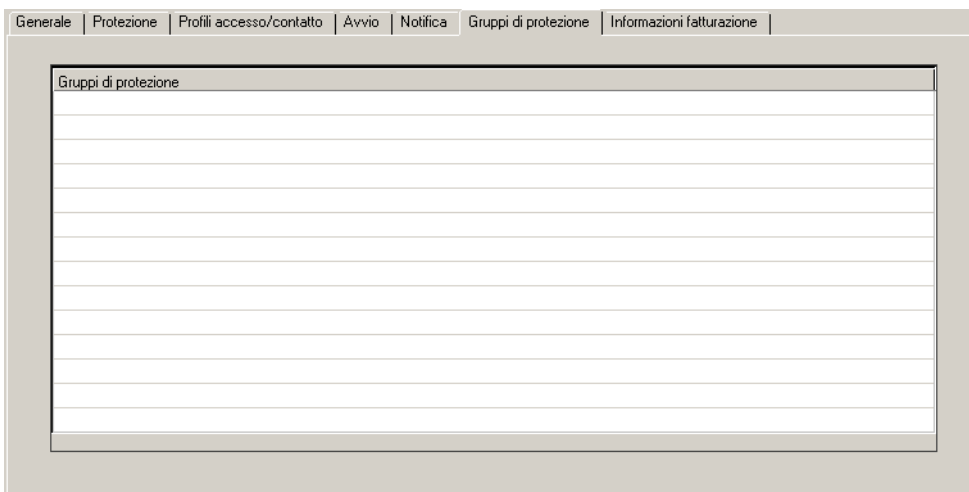 Generale Protezione Profili accesso/contatto Avvio Notifica Gruppi di protezione Informazioni fatturazione
Gruppi di protezione